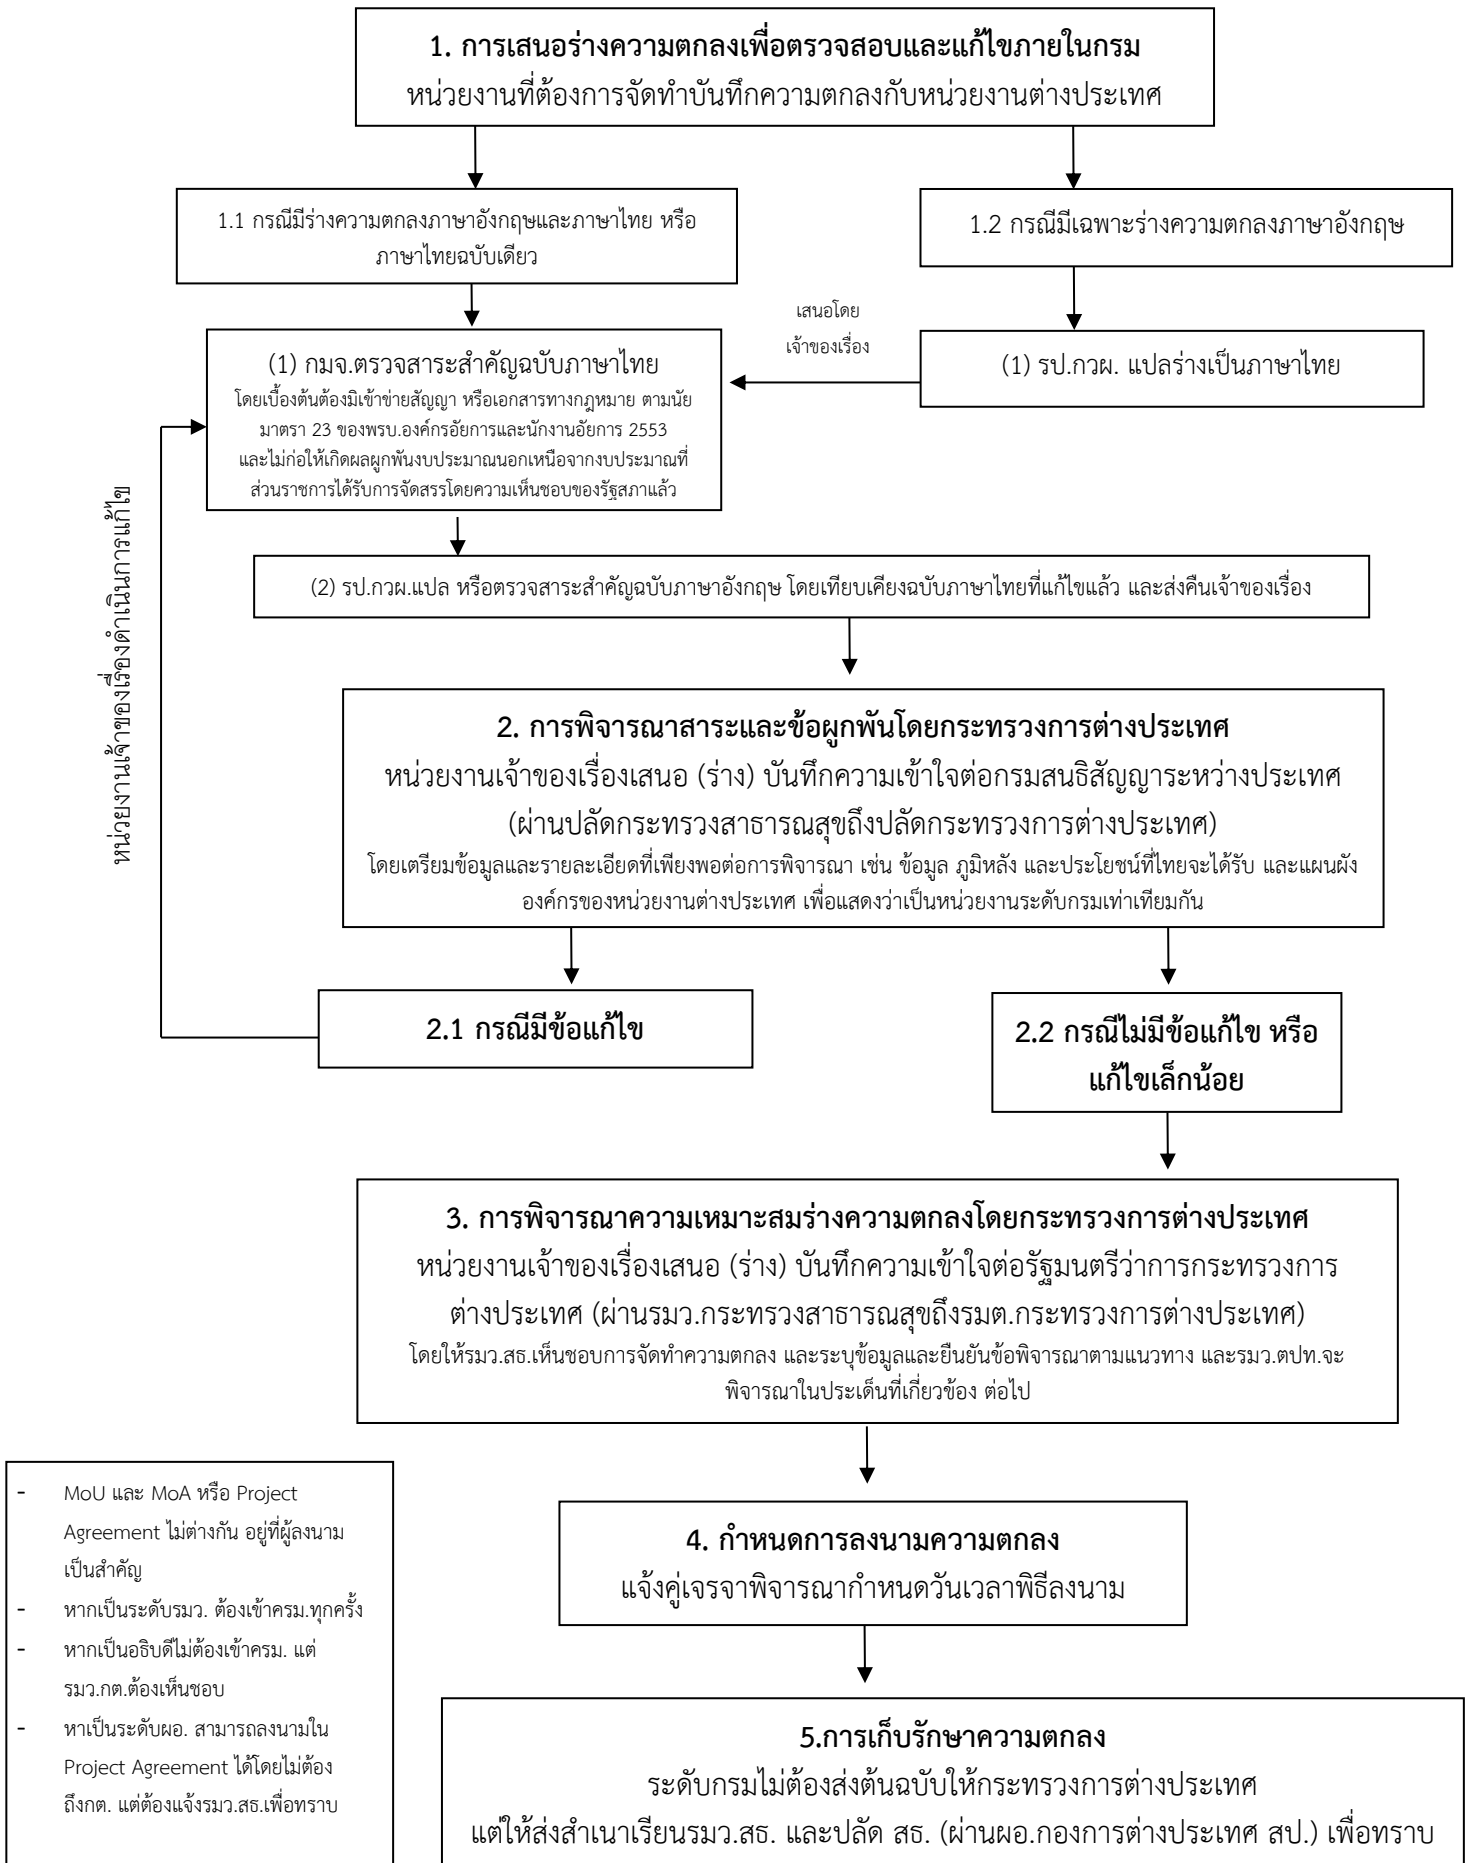 1. การเสนอร่างความตกลงเพื่อตรวจสอบและแก้ไขภายในกรม
หน่วยงานที่ต้องการจัดทำบันทึกความตกลงกับหน่วยงานต่างประเทศ
1.1 กรณีมีร่างความตกลงภาษาอังกฤษและภาษาไทย หรือ
ภาษาไทยฉบับเดียว
1.2 กรณีมีเฉพาะร่างความตกลงภาษาอังกฤษ
เสนอโดย
เจ้าของเรื่อง
(1) กมจ.ตรวจสาระสำคัญฉบับภาษาไทย
โดยเบื้องต้นต้องมิเข้าข่ายสัญญา หรือเอกสารทางกฎหมาย ตามนัย
มาตรา 23 ของพรบ.องค์กรอัยการและนักงานอัยการ 2553
และไม่ก่อให้เกิดผลผูกพันงบประมาณนอกเหนือจากงบประมาณที่
ส่วนราชการได้รับการจัดสรรโดยความเห็นชอบของรัฐสภาแล้ว
(1) รป.กวผ. แปลร่างเป็นภาษาไทย
หน่วยงานเจ้าของเรื่องดำเนินการแก้ไข
(2) รป.กวผ.แปล หรือตรวจสาระสำคัญฉบับภาษาอังกฤษ โดยเทียบเคียงฉบับภาษาไทยที่แก้ไขแล้ว และส่งคืนเจ้าของเรื่อง
2. การพิจารณาสาระและข้อผูกพันโดยกระทรวงการต่างประเทศ
หน่วยงานเจ้าของเรื่องเสนอ (ร่าง) บันทึกความเข้าใจต่อกรมสนธิสัญญาระหว่างประเทศ
(ผ่านปลัดกระทรวงสาธารณสุขถึงปลัดกระทรวงการต่างประเทศ)
โดยเตรียมข้อมูลและรายละเอียดที่เพียงพอต่อการพิจารณา เช่น ข้อมูล ภูมิหลัง และประโยชน์ที่ไทยจะได้รับ และแผนผัง
องค์กรของหน่วยงานต่างประเทศ เพื่อแสดงว่าเป็นหน่วยงานระดับกรมเท่าเทียมกัน
2.1 กรณีมีข้อแก้ไข
2.2 กรณีไม่มีข้อแก้ไข หรือ
แก้ไขเล็กน้อย
3. การพิจารณาความเหมาะสมร่างความตกลงโดยกระทรวงการต่างประเทศ
หน่วยงานเจ้าของเรื่องเสนอ (ร่าง) บันทึกความเข้าใจต่อรัฐมนตรีว่าการกระทรวงการ
ต่างประเทศ (ผ่านรมว.กระทรวงสาธารณสุขถึงรมต.กระทรวงการต่างประเทศ)
โดยให้รมว.สธ.เห็นชอบการจัดทำความตกลง และระบุข้อมูลและยืนยันข้อพิจารณาตามแนวทาง และรมว.ตปท.จะ
พิจารณาในประเด็นที่เกี่ยวข้อง ต่อไป
- MoU และ MoA หรือ Project
Agreement ไม่ต่างกัน อยู่ที่ผู้ลงนาม
เป็นสำคัญ
- หากเป็นระดับรมว. ต้องเข้าครม.ทุกครั้ง
- หากเป็นอธิบดีไม่ต้องเข้าครม. แต่
รมว.กต.ต้องเห็นชอบ
- หาเป็นระดับผอ. สามารถลงนามใน
Project Agreement ได้โดยไม่ต้อง
ถึงกต. แต่ต้องแจ้งรมว.สธ.เพื่อทราบ
4. กำหนดการลงนามความตกลง
แจ้งคู่เจรจาพิจารณากำหนดวันเวลาพิธีลงนาม
5.การเก็บรักษาความตกลง
ระดับกรมไม่ต้องส่งต้นฉบับให้กระทรวงการต่างประเทศ
แต่ให้ส่งสำเนาเรียนรมว.สธ. และปลัด สธ. (ผ่านผอ.กองการต่างประเทศ สป.) เพื่อทราบ